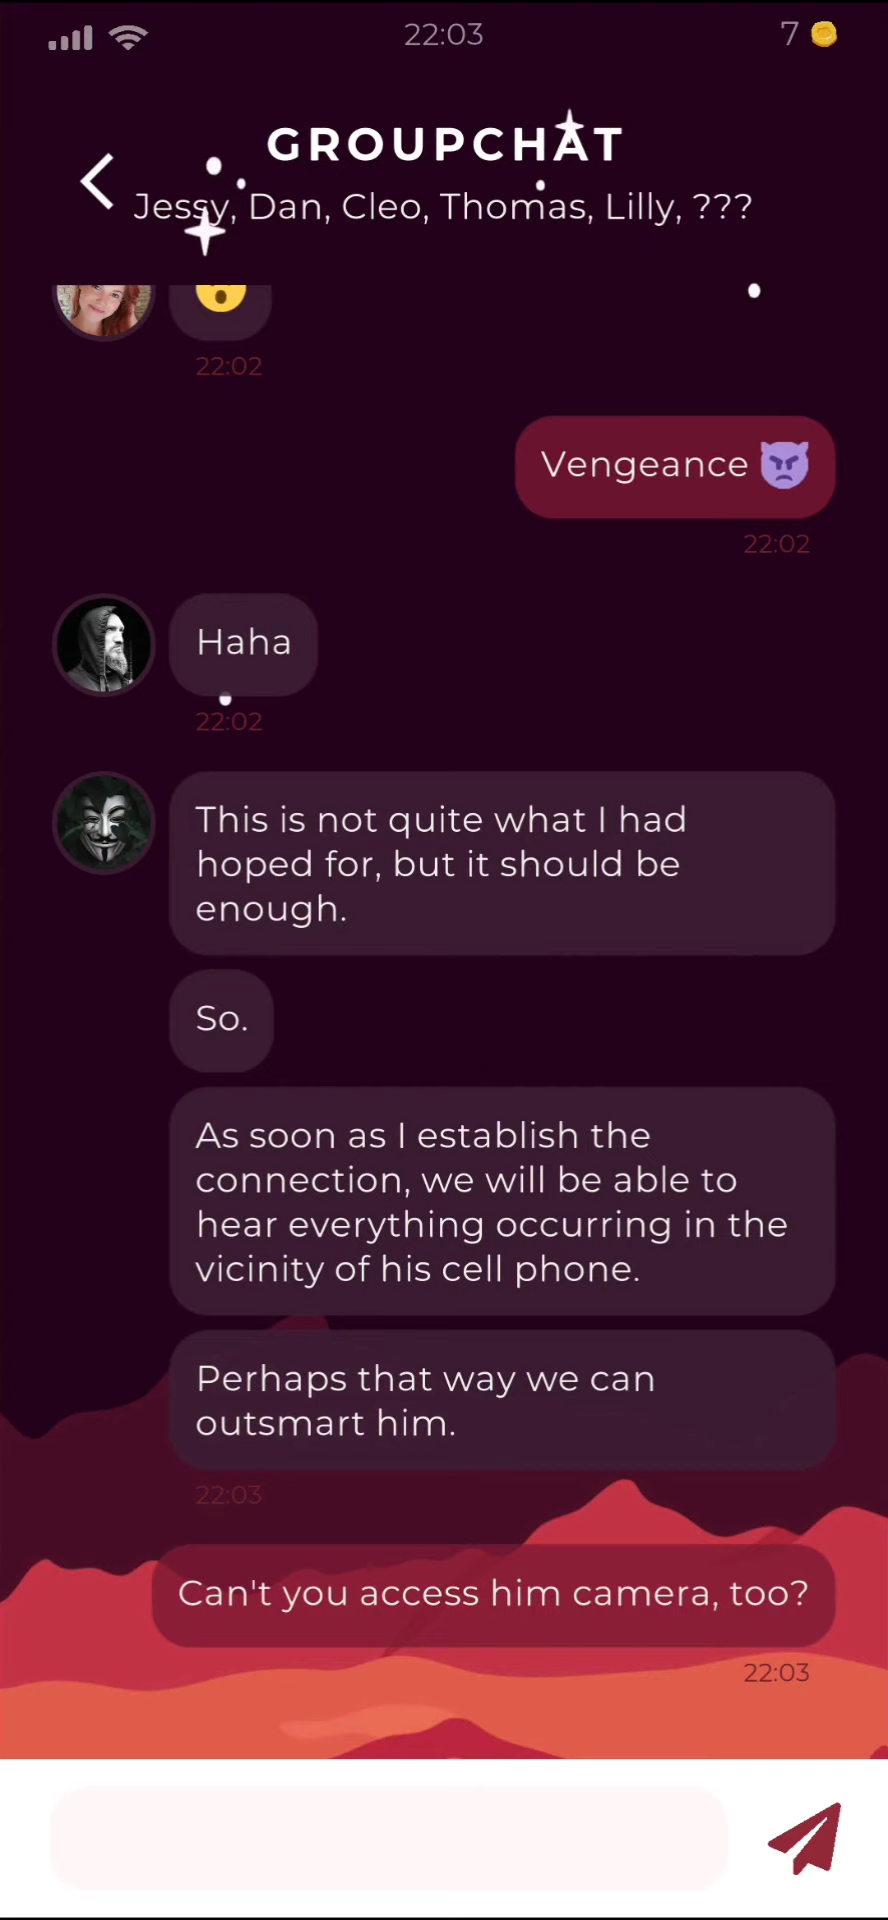 22:03
7
GROUPCHAT
Jessy, Dan, Cleo, Thomas, Lilly, ???
22:02
Vengeance
22:02
Haha
22:02
This is not quite what I had
hoped for, but it should be
enough.
So.
As soon as I establish the
connection, we will be able to
hear everything occurring in the
vicinity of his cell phone.
Perhaps that way we can
outsmart him.
22:03
Can't you access him camera, too?
22:03